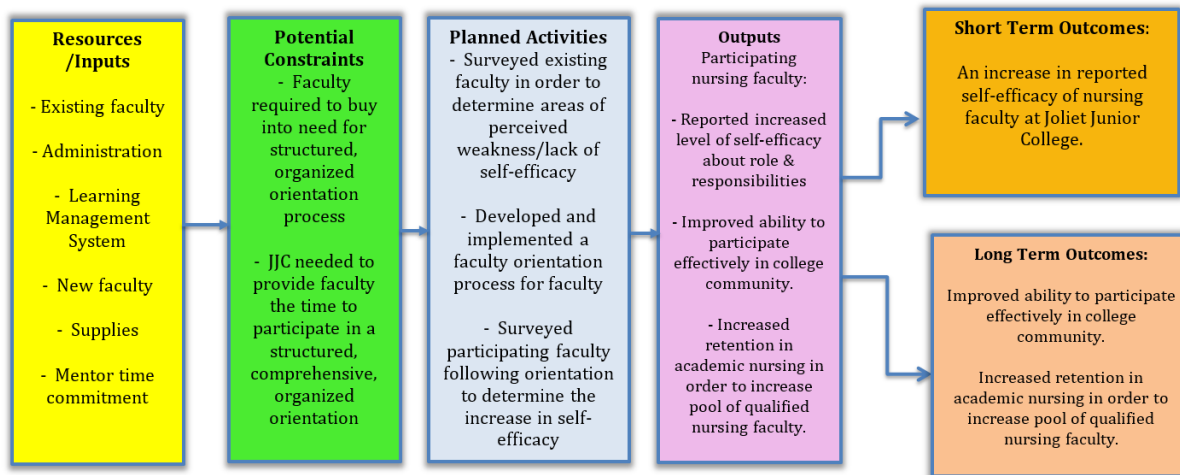 Resources
/Inputs
- Existing faculty
- Administration
- Learning
Management
System
- New faculty
- Supplies
- Mentor time
commitment
Potential
Constraints
- Faculty
required to buy
into need for
structured,
organized
orientation
process
- JJC needed to
provide faculty
the time to
participate in a
structured,
comprehensive,
organized
orientation
Planned Activities
- Surveyed existing
faculty in order to
determine areas of
perceived
weakness/lack of
self-efficacy
- Developed and
implemented a
faculty orientation
process for faculty
- Surveyed
participating faculty
following orientation
to determine the
increase in self-
efficacy
Outputs
Participating
nursing faculty:
- Reported increased
level of self-efficacy
about role &
responsibilities
- Improved ability to
participate
effectively in college
community.
- Increased
retention in
academic nursing in
order to increase
pool of qualified
nursing faculty.
Short Term Outcomes:
An increase in reported
self-efficacy of nursing
faculty at Joliet Junior
College.
Long Term Outcomes:
Improved ability to participate
effectively in college
community.
Increased retention in
academic nursing in order to
increase pool of qualified
nursing faculty.